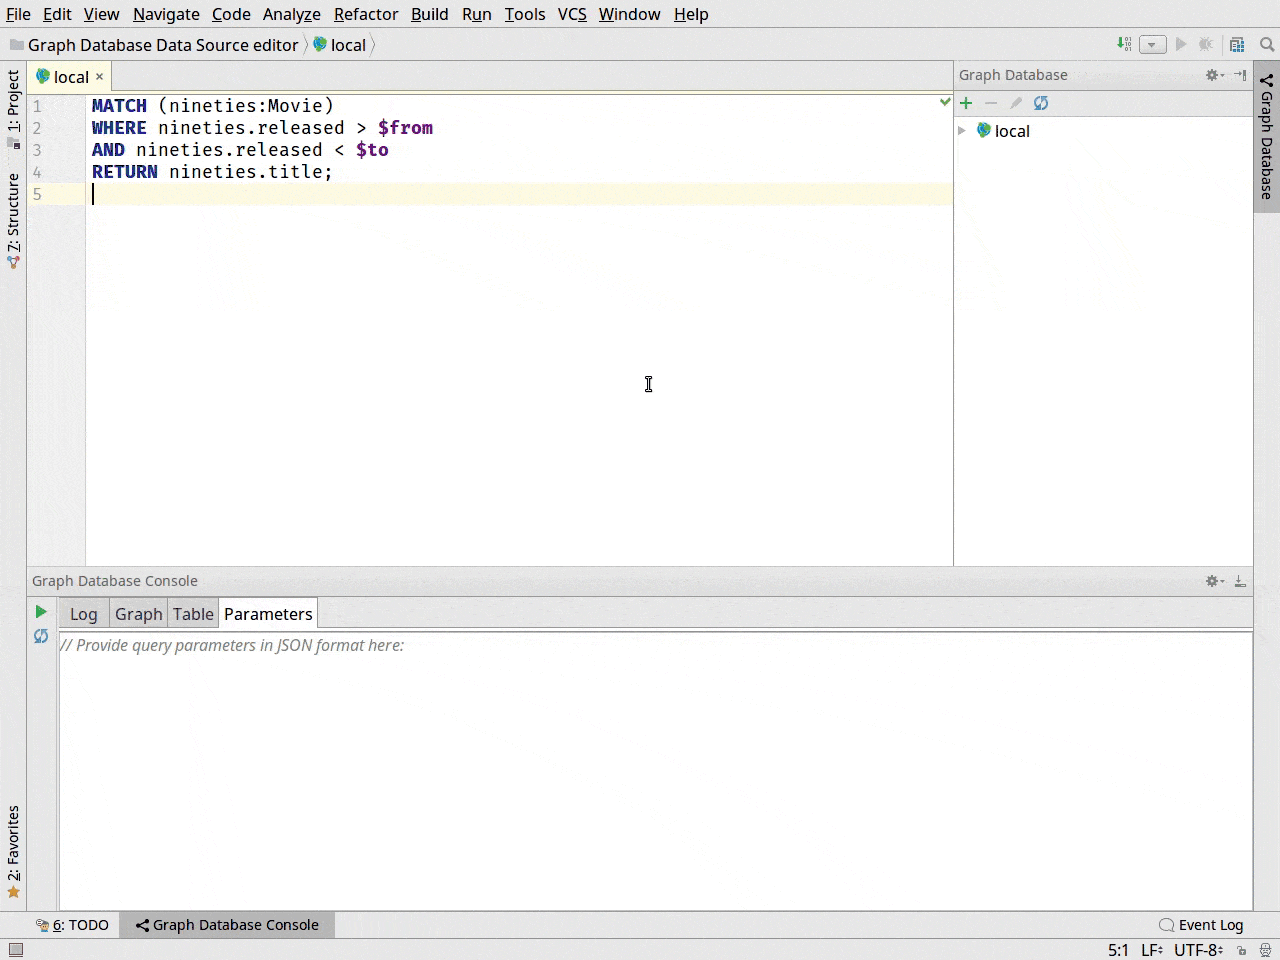 File Edit View Navigate Code Analyze Refactor Build Run Tools VCS Window Help
Graph Database Data Source editor local
1: Project
7: Structure
2: Favorites
local ×
1 MATCH (nineties:Movie)
2 WHERE nineties.released > $from
3 AND nineties.released < $to
4 RETURN nineties.title;
5
Graph Database
local
Graph Database
Graph Database Console
Log Graph Table Parameters
// Provide query parameters in JSON format here:
6: TODO Graph Database Console Event Log
5:1 LF÷ UTF-8÷